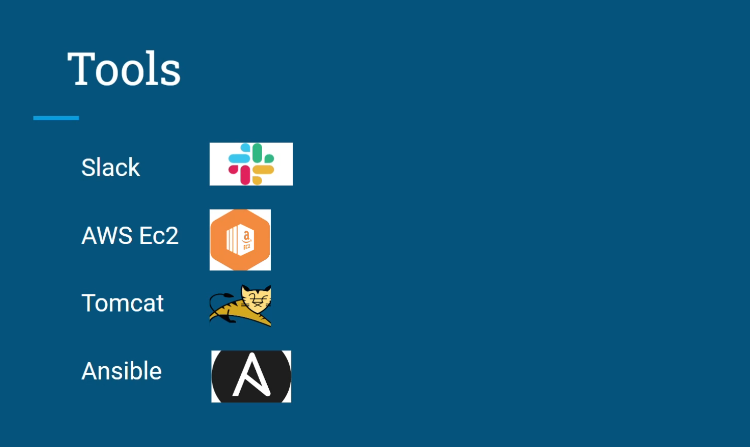 Tools
Slack
AWS Ec2
Tomcat
Ansible